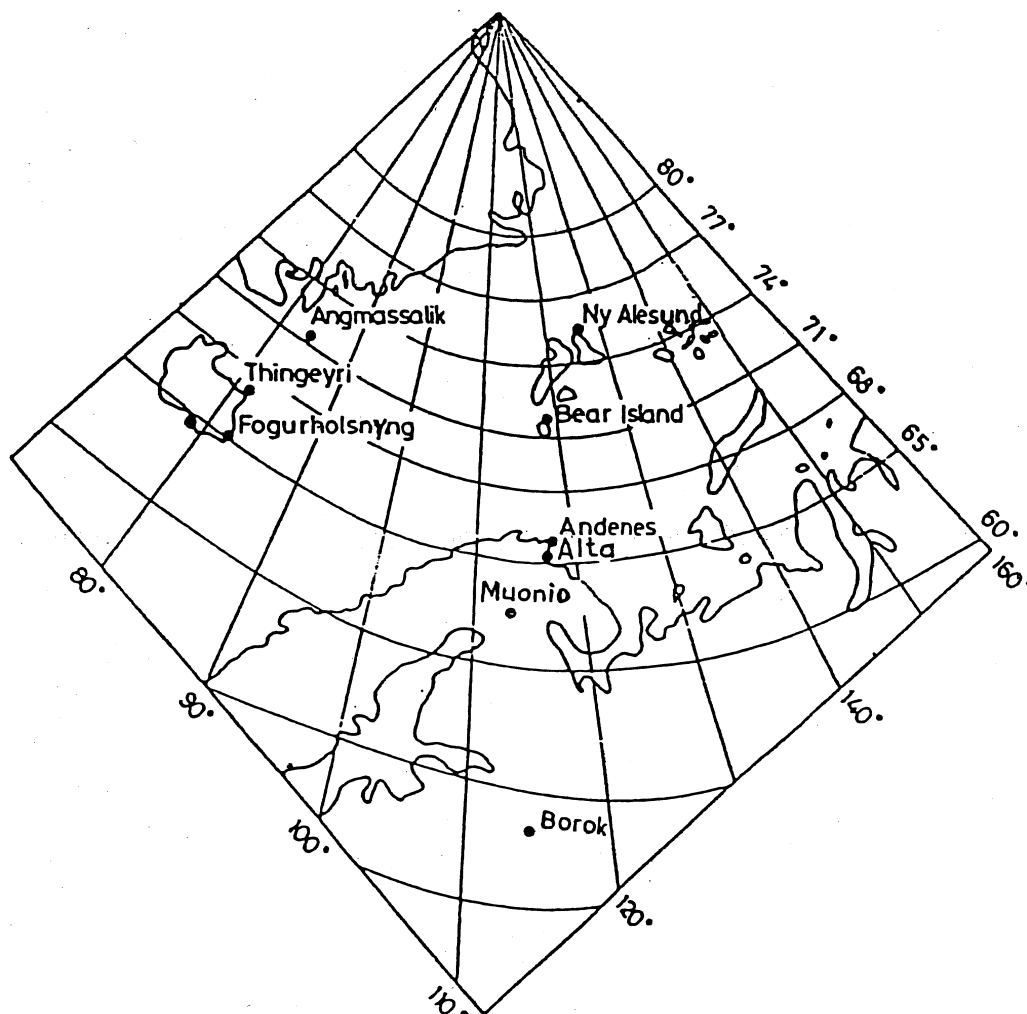 80°
77°
74°
Angmassalik
Ny Alesund
71°
Thingeyri
68°
Fogurholsnyng
Bear Island
65°
Andenes
60°
Alta
160°
80°
Muonio
90°
140°
Borok
100°
120°
110°